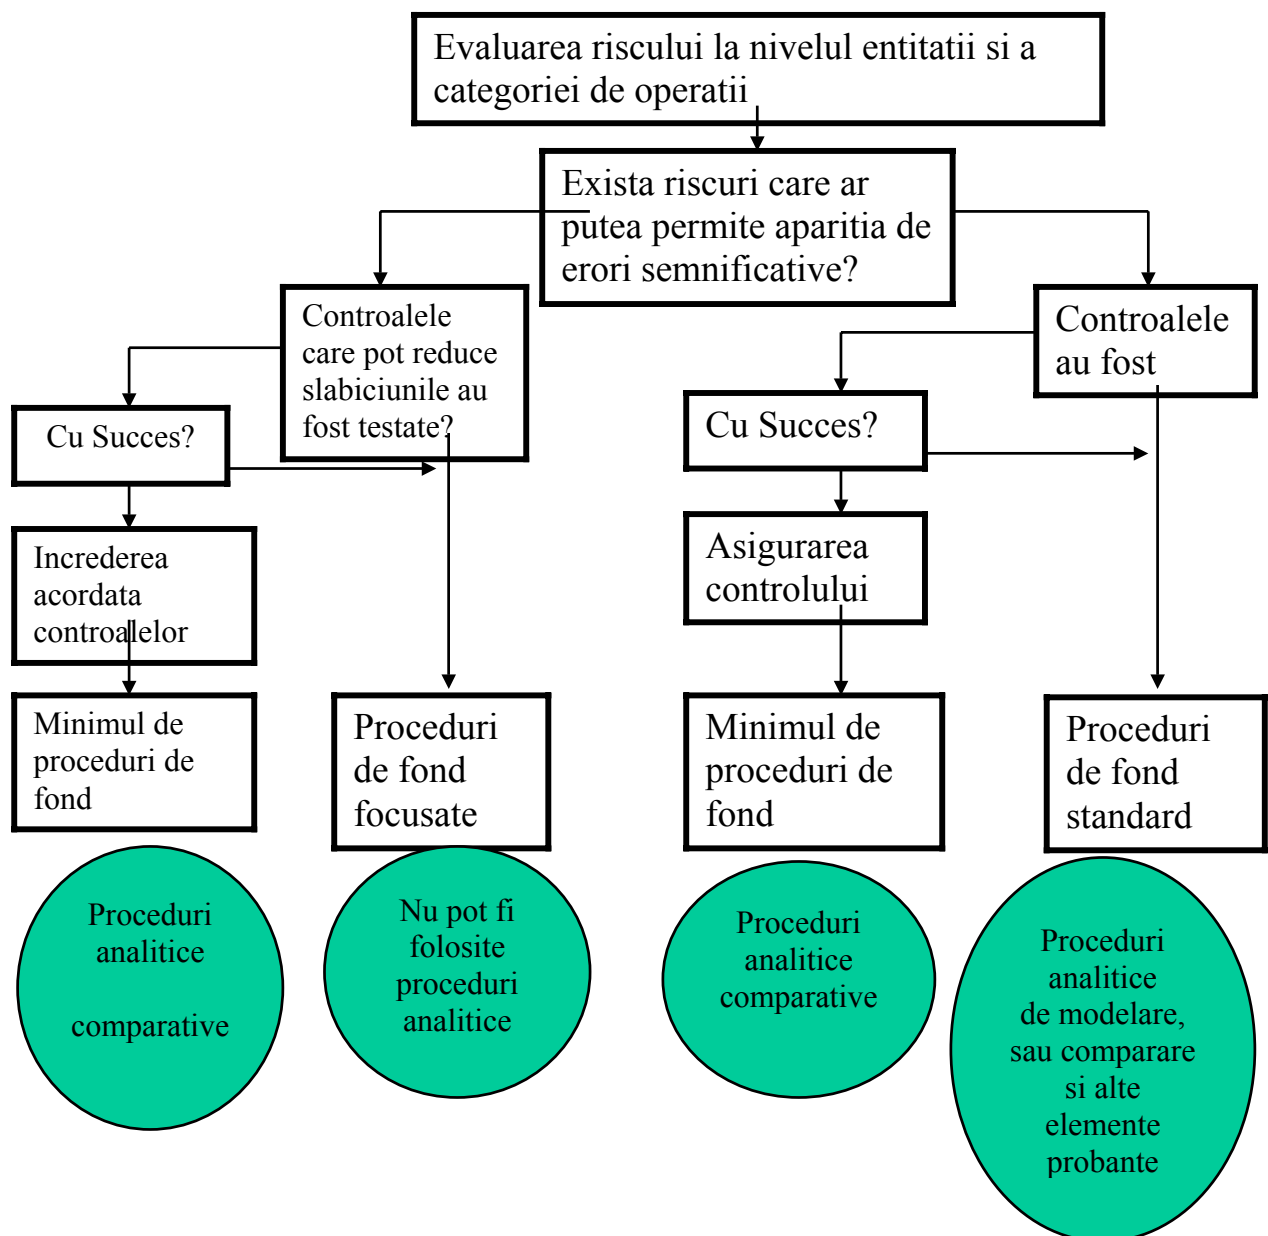 Evaluarea riscului la nivelul entitatii si a
categoriei de operatii
Exista riscuri care ar
putea permite aparitia de
erori semnificative?
Controalele
care pot reduce
slabiciunile au
fost testate?
Controalele
au fost
Cu Succes?
Cu Succes?
Increderea
acordata
controalelor
Asigurarea
controlului
Minimul de
proceduri de
fond
Proceduri
de fond
focusate
Minimul de
proceduri de
fond
Proceduri
de fond
standard
Proceduri
analitice
comparative
Nu pot fi
folosite
proceduri
analitice
Proceduri
analitice
comparative
Proceduri
analitice
de modelare,
sau comparare
si alte
elemente
probante